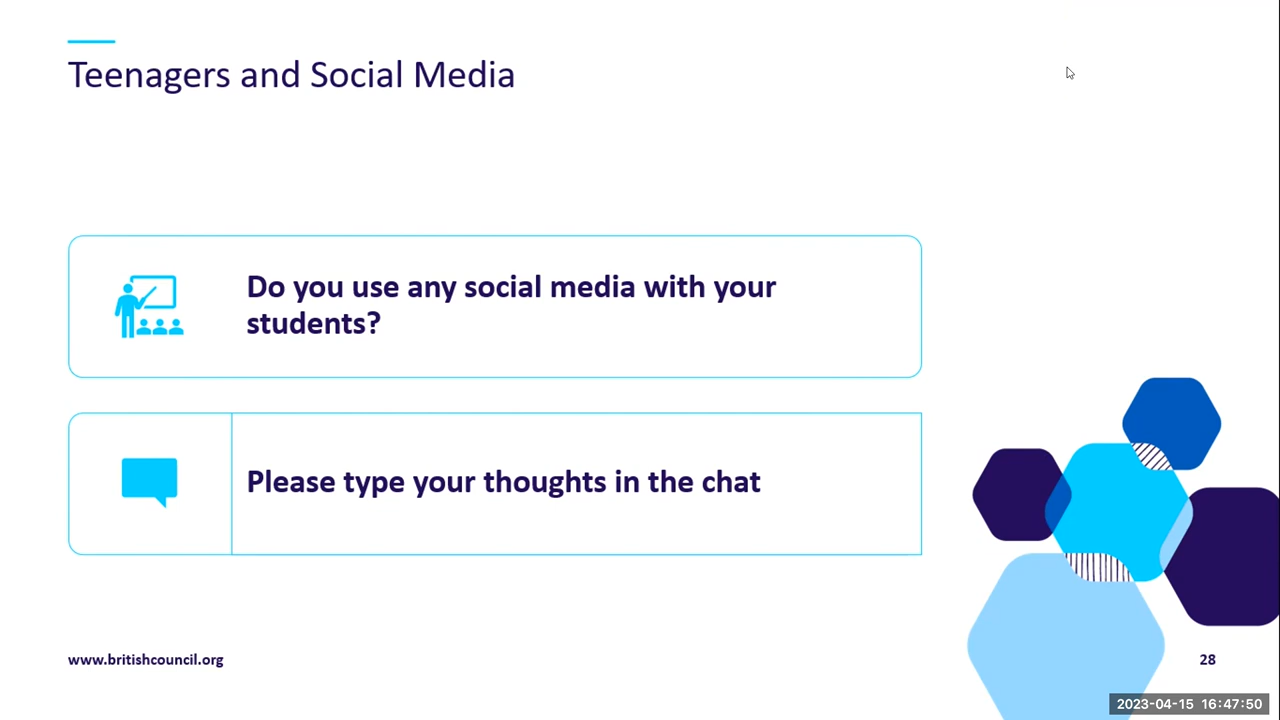 Teenagers and Social Media
Do you use any social media with your
students?
Please type your thoughts in the chat
www.britishcouncil.org
28
2023-04-15 16:47:50